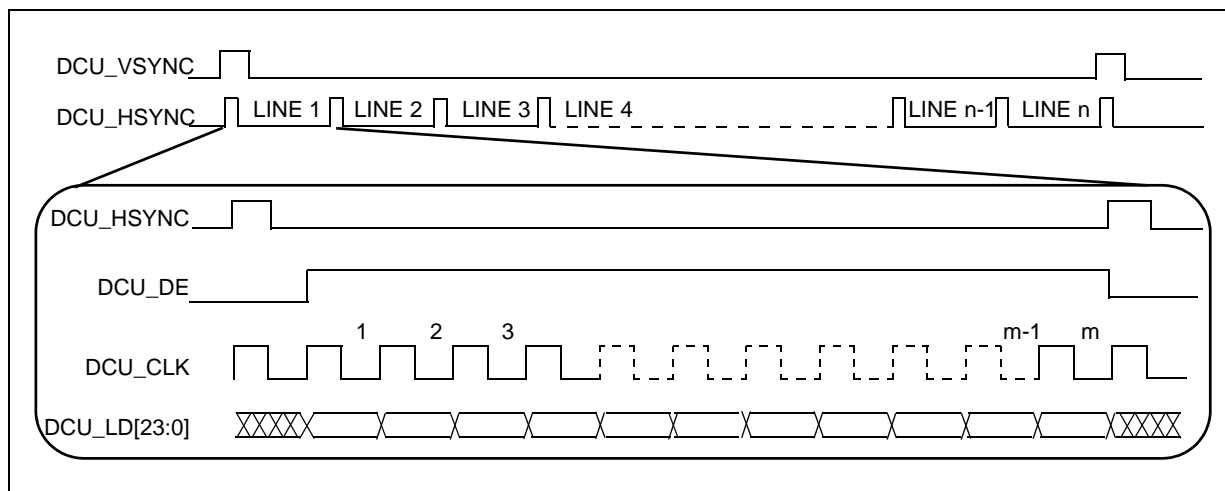 DCU_VSYNC
DCU_HSYNC LINE 1 LINE 2 LINE 3 LINE 4 LINE n-1 LINE n
DCU_HSYNC
DCU_DE
1 2 3 m-1 m
DCU_CLK
DCU_LD[23:0]